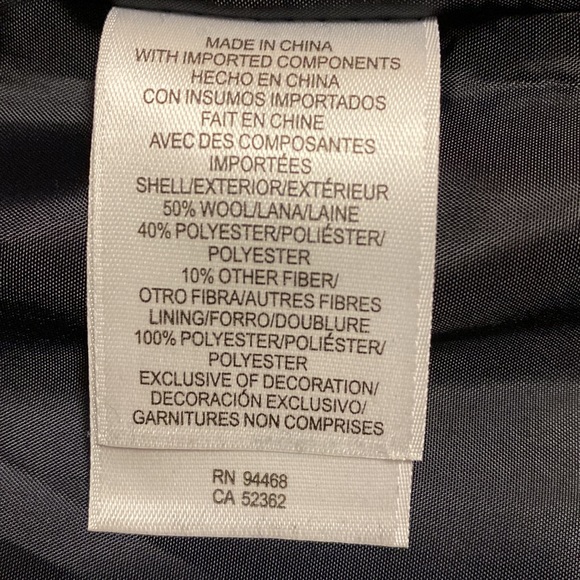 MADE IN CHINA
WITH IMPORTED COMPONENTS
HECHO EN CHINA
CON INSUMOS IMPORTADOS
FAIT EN CHINE
AVEC DES COMPOSANTES
IMPORTÉES
SHELL/EXTERIOR/EXTÉRIEUR
50% WOOL/LANA/LAINE
40% POLYESTER/POLIÉSTER/
POLYESTER
10% OTHER FIBER/
OTRO FIBRA/AUTRES FIBRES
LINING/FORRO/DOUBLURE
100% POLYESTER/POLIÉSTER/
POLYESTER
EXCLUSIVE OF DECORATION/
DECORACIÓN EXCLUSIVO/
GARNITURES NON COMPRISES
RN 94468
CA 52362